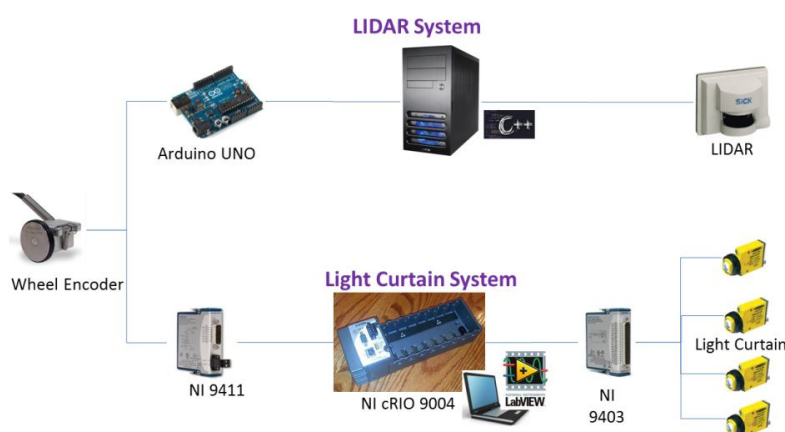 LIDAR System
Arduino UNO
C++
SICK
LIDAR
Wheel Encoder
Light Curtain System
NI 9411
NI cRIO 9004
LabVIEW
NI
9403
Light Curtain